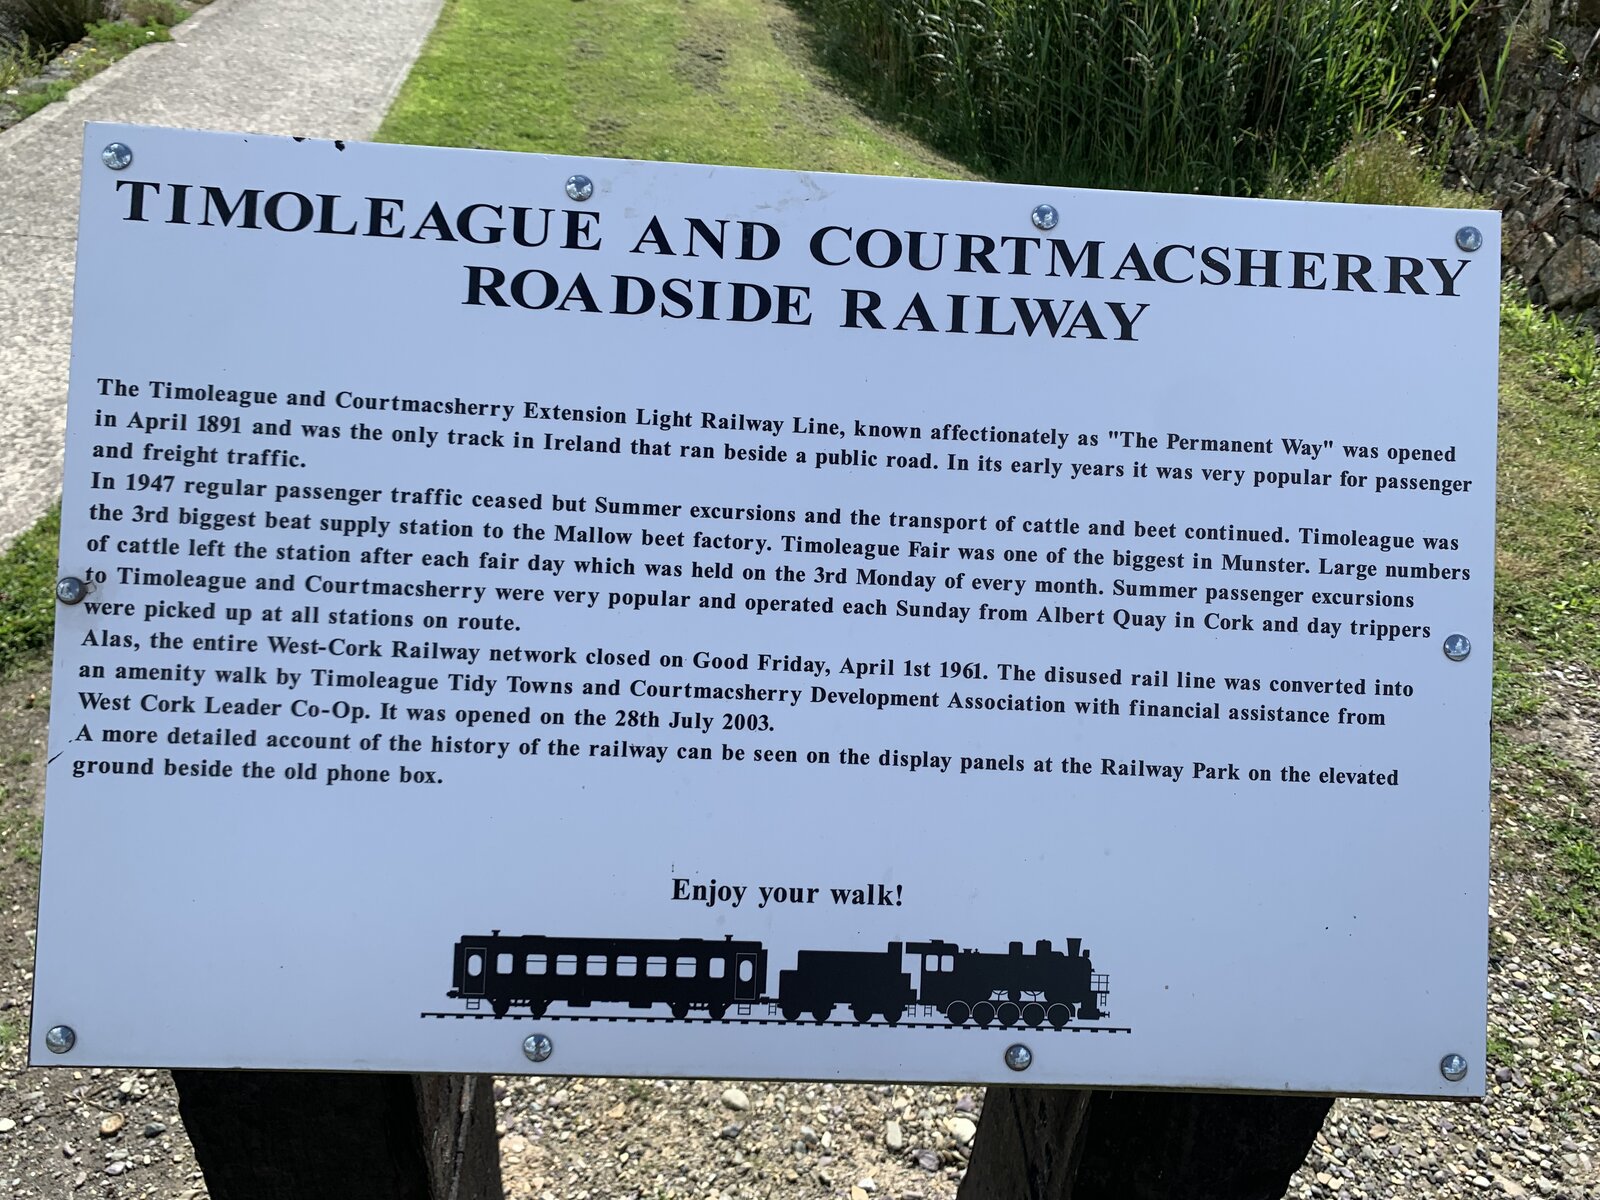 TIMOLEAGUE AND COURTMACSHERRY
ROADSIDE RAILWAY
The Timoleague and Courtmacsherry Extension Light Railway Line, known affectionately as "The Permanent Way" was opened
in April 1891 and was the only track in Ireland that ran beside a public road. In its early years it was very popular for passenger
and freight traffic.
In 1947 regular passenger traffic ceased but Summer excursions and the transport of cattle and beet continued. Timoleague was
the 3rd biggest beat supply station to the Mallow beet factory. Timoleague Fair was one of the biggest in Munster. Large numbers
of cattle left the station after each fair day which was held on the 3rd Monday of every month. Summer passenger excursions
to Timoleague and Courtmacsherry were very popular and operated each Sunday from Albert Quay in Cork and day trippers
were picked up at all stations on route.
Alas, the entire West-Cork Railway network closed on Good Friday, April 1st 1961. The disused rail line was converted into
an amenity walk by Timoleague Tidy Towns and Courtmacsherry Development Association with financial assistance from
West Cork Leader Co-Op. It was opened on the 28th July 2003.
A more detailed account of the history of the railway can be seen on the display panels at the Railway Park on the elevated
ground beside the old phone box.
Enjoy your walk!